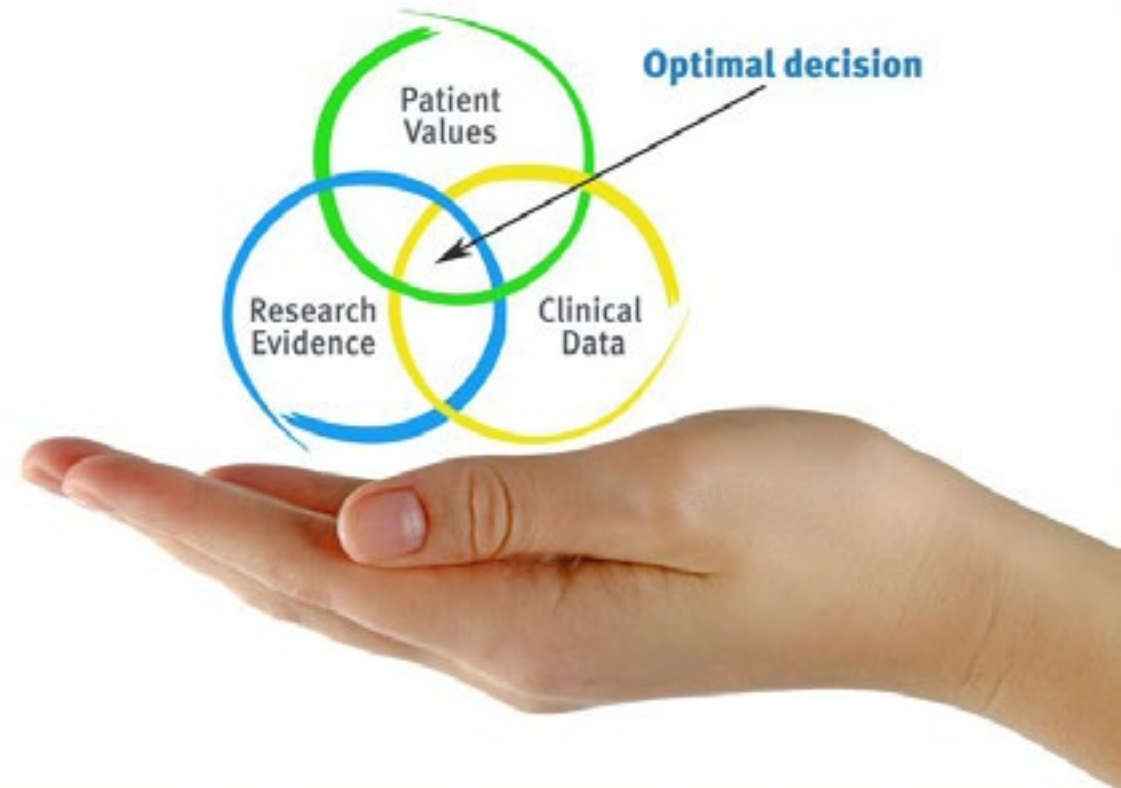 Optimal decision
Patient
Values
Research
Evidence
Clinical
Data